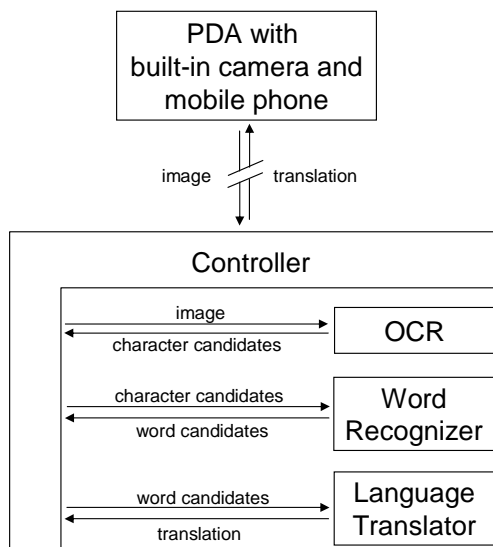 PDA with
built-in camera and
mobile phone
image translation
Controller
image
OCR
character candidates
character candidates
Word
Recognizer
word candidates
word candidates
Language
Translator
translation